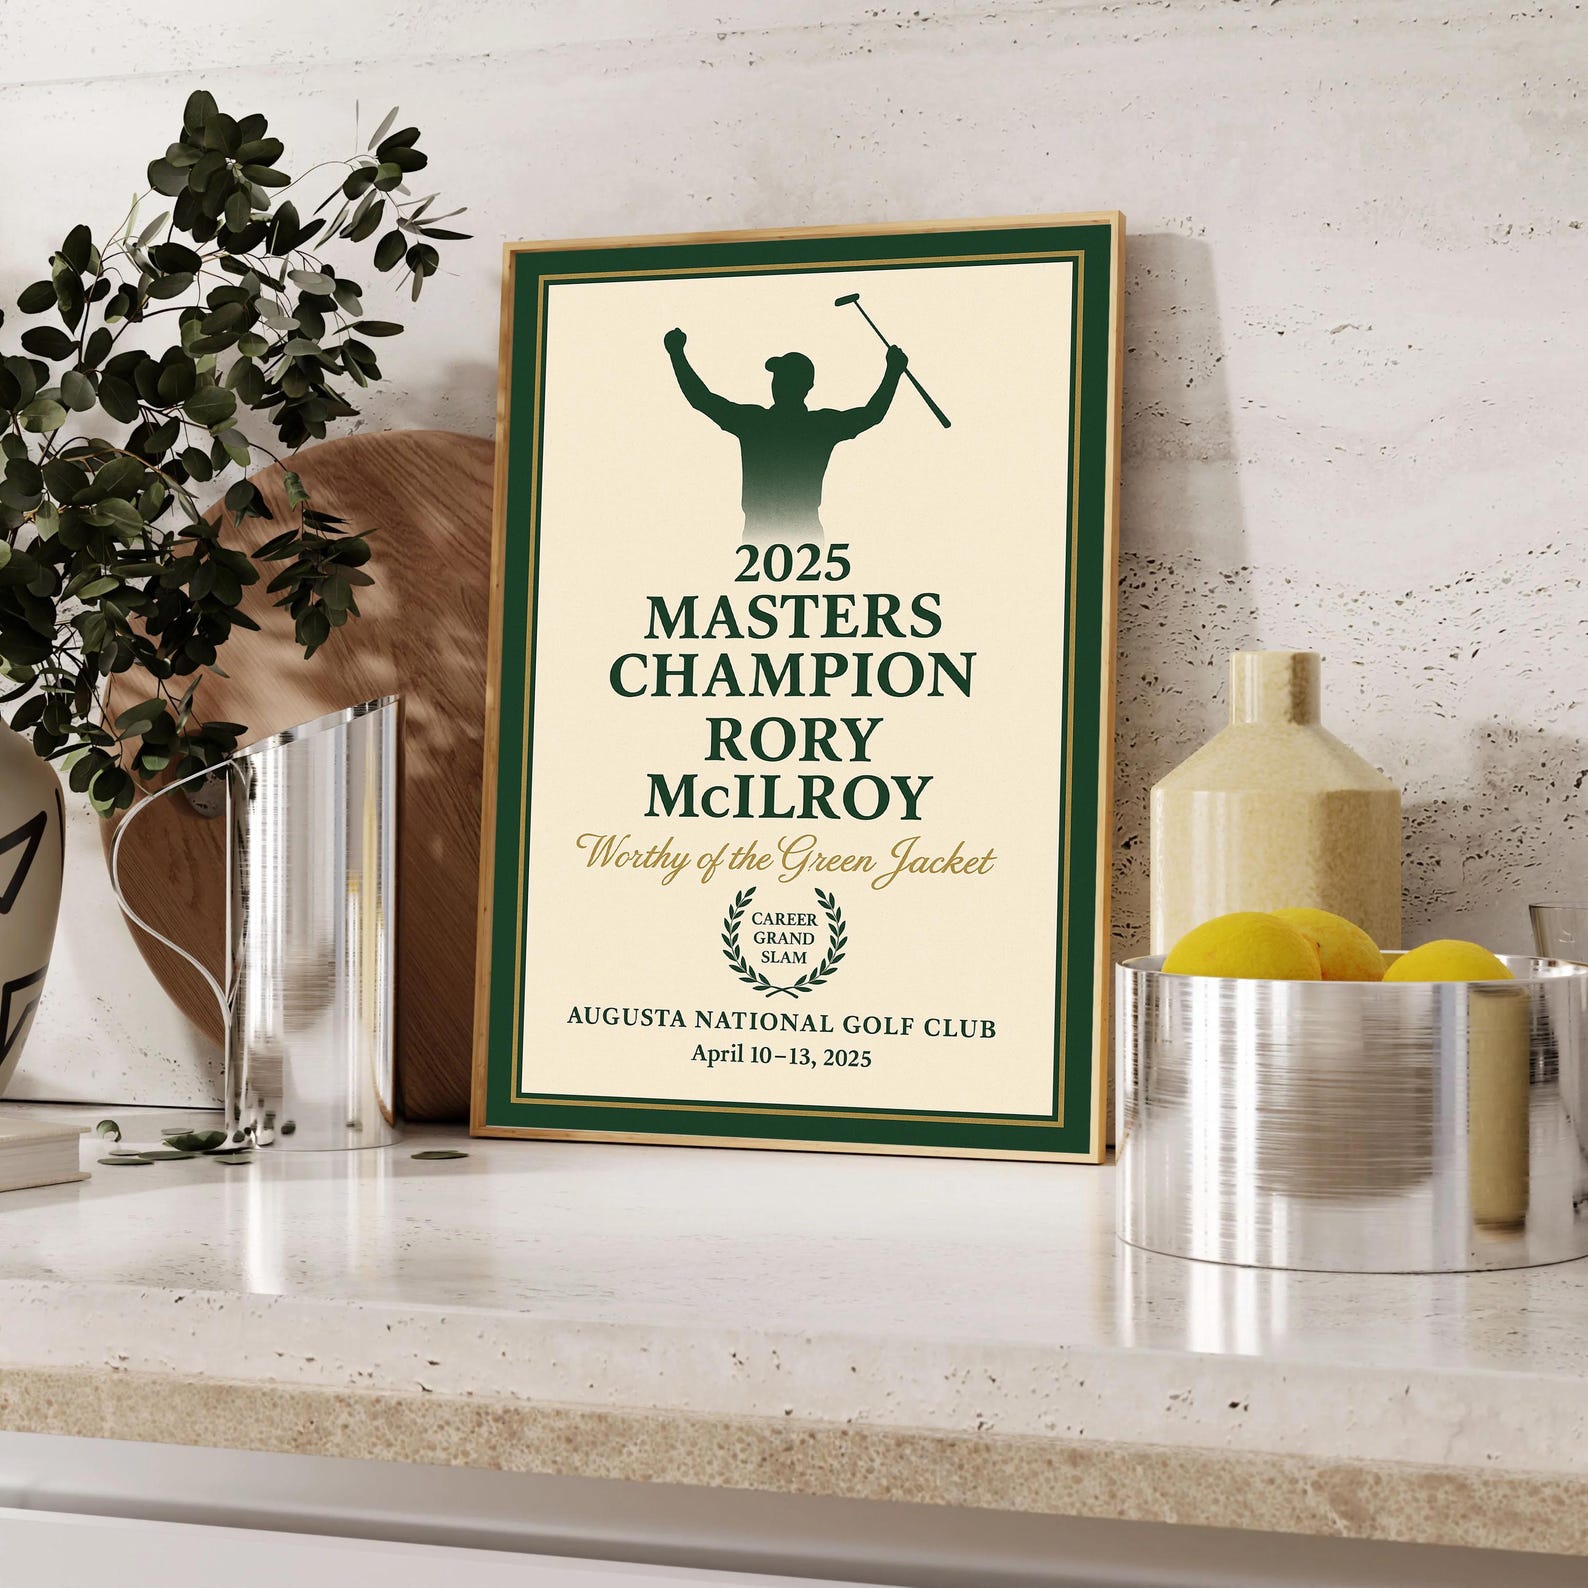 2025
MASTERS
CHAMPION
RORY
McILROY
Worthy of the Green Jacket
CAREER
GRAND
SLAM
AUGUSTA NATIONAL GOLF CLUB
April 10–13, 2025